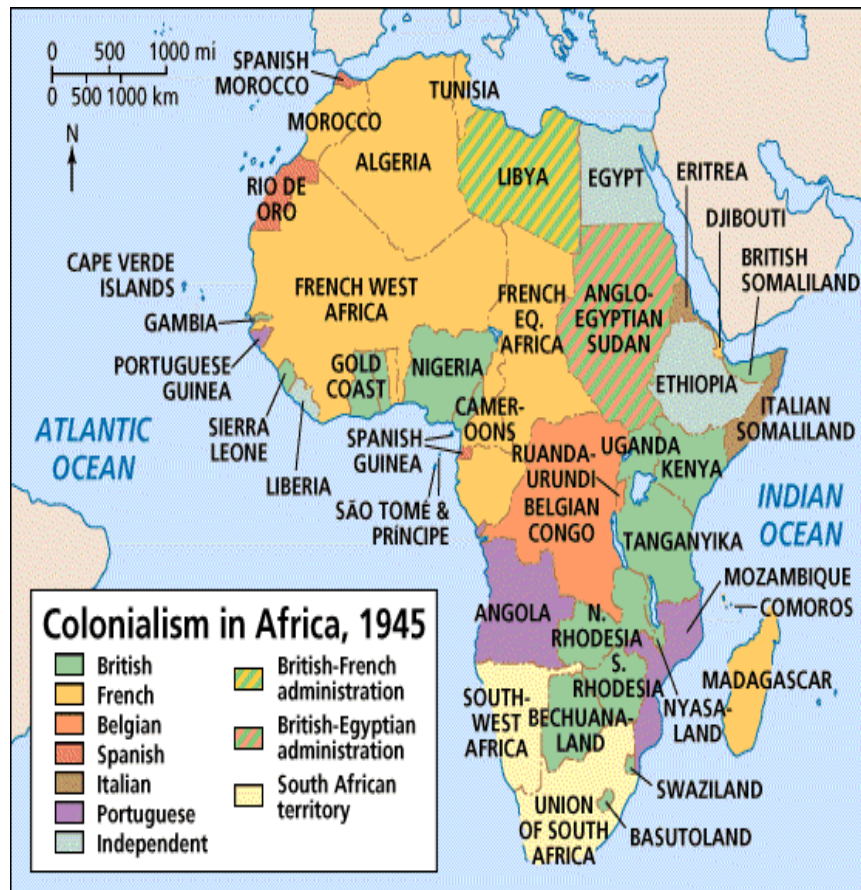 0 500 1000 mi
0 500 1000 km
N
SPANISH
MOROCCO
TUNISIA
MOROCCO
ALGERIA
LIBYA
EGYPT
ERITREA
RIO DE
ORO
DJIBOUTI
BRITISH
SOMALILAND
CAPE VERDE
ISLANDS
FRENCH WEST
AFRICA
FRENCH
EQ.
AFRICA
ANGLO-
EGYPTIAN
SUDAN
GAMBIA
PORTUGUESE
GUINEA
GOLD
COAST
NIGERIA
ETHIOPIA
ITALIAN
SOMALILAND
SIERRA
LEONE
LIBERIA
CAMER-
OONS
SPANISH
GUINEA
ATLANTIC
OCEAN
RUANDA-
URUNDI
UGANDA
KENYA
BELGIAN
CONGO
SÃO TOMÉ &
PRÍNCIPE
INDIAN
OCEAN
TANGANYIKA
MOZAMBIQUE
COMOROS
ANGOLA
N.
RHODESIA
S.
RHODESIA
NYASA-
LAND
MADAGASCAR
SOUTH-
WEST
AFRICA
BECHUANA-
LAND
SWAZILAND
UNION
OF SOUTH
AFRICA
BASUTOLAND
Colonialism in Africa, 1945
British
French
Belgian
Spanish
Italian
Portuguese
Independent
British-French
administration
British-Egyptian
administration
South African
territory